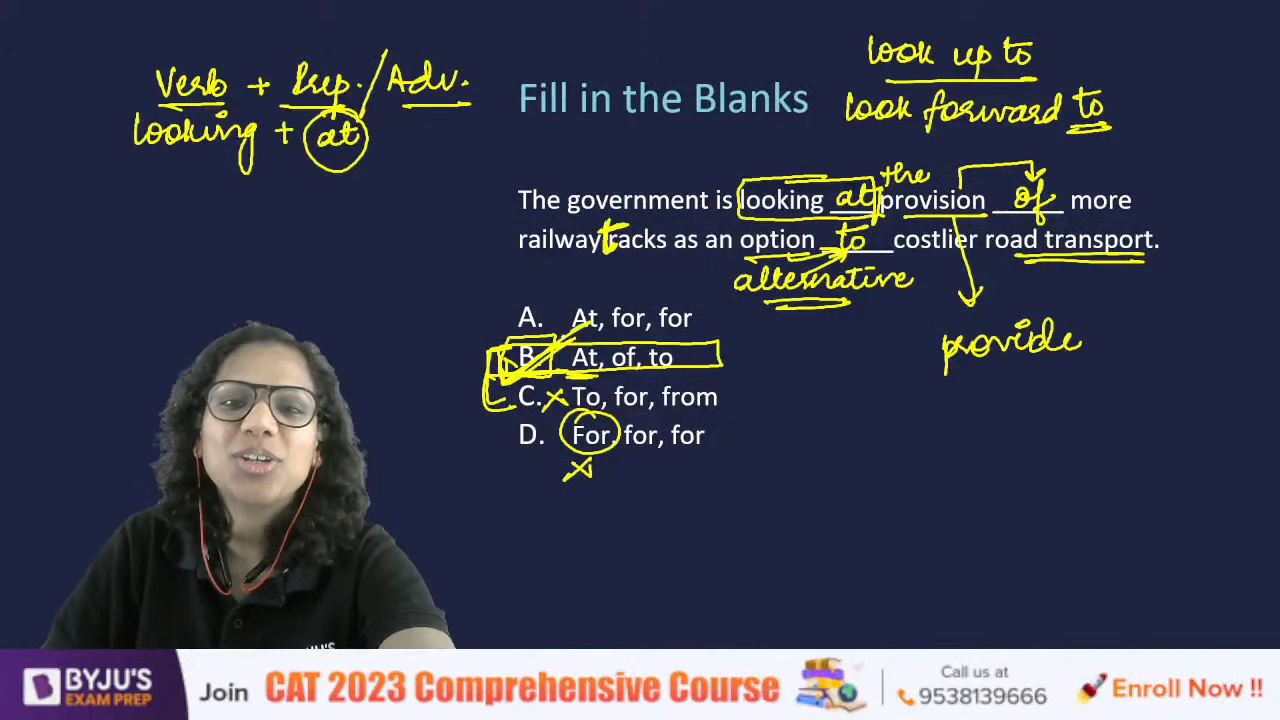 look up to
Verb + Prep. / Adv.
Fill in the Blanks
look forward to
looking + at
the
The government is looking at provision of more
railway tracks as an option to costlier road transport.
alternative
A. At, for, for
provide
B. At, of, to
C. × To, for, from
D. For, for, for
×
BYJU'S
BYJU'S
EXAM PREP
Join CAT 2023 Comprehensive Course
Call us at
9538139666
Enroll Now !!